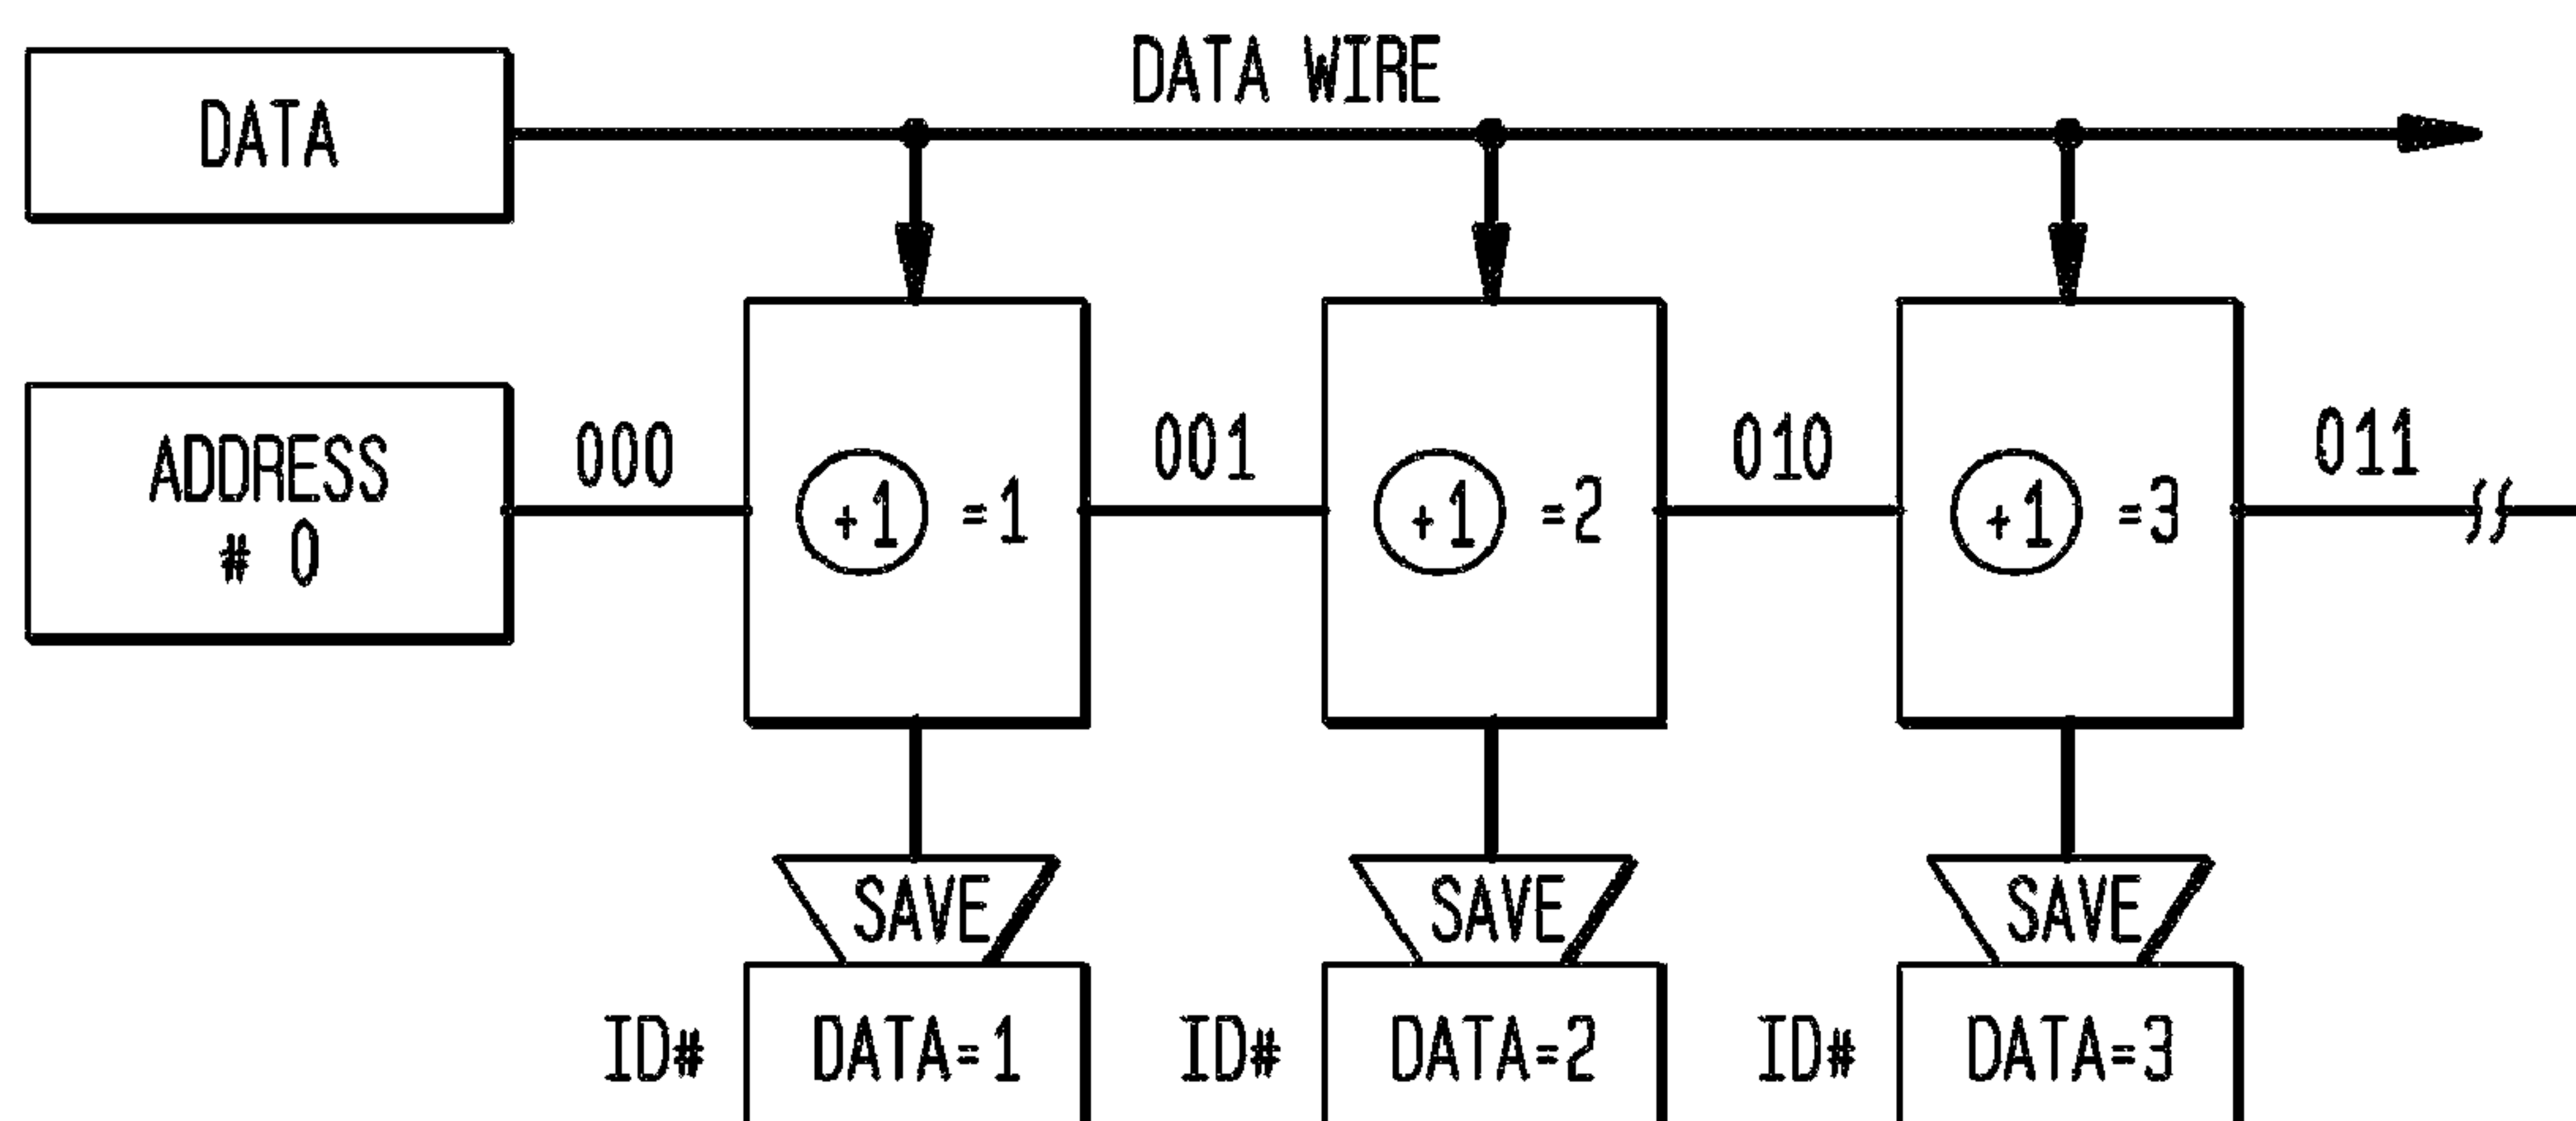 DATA WIRE
DATA
ADDRESS
# 0
000
+1 =1
001
+1 =2
010
+1 =3
011
SAVE
SAVE
SAVE
ID# DATA=1
ID# DATA=2
ID# DATA=3